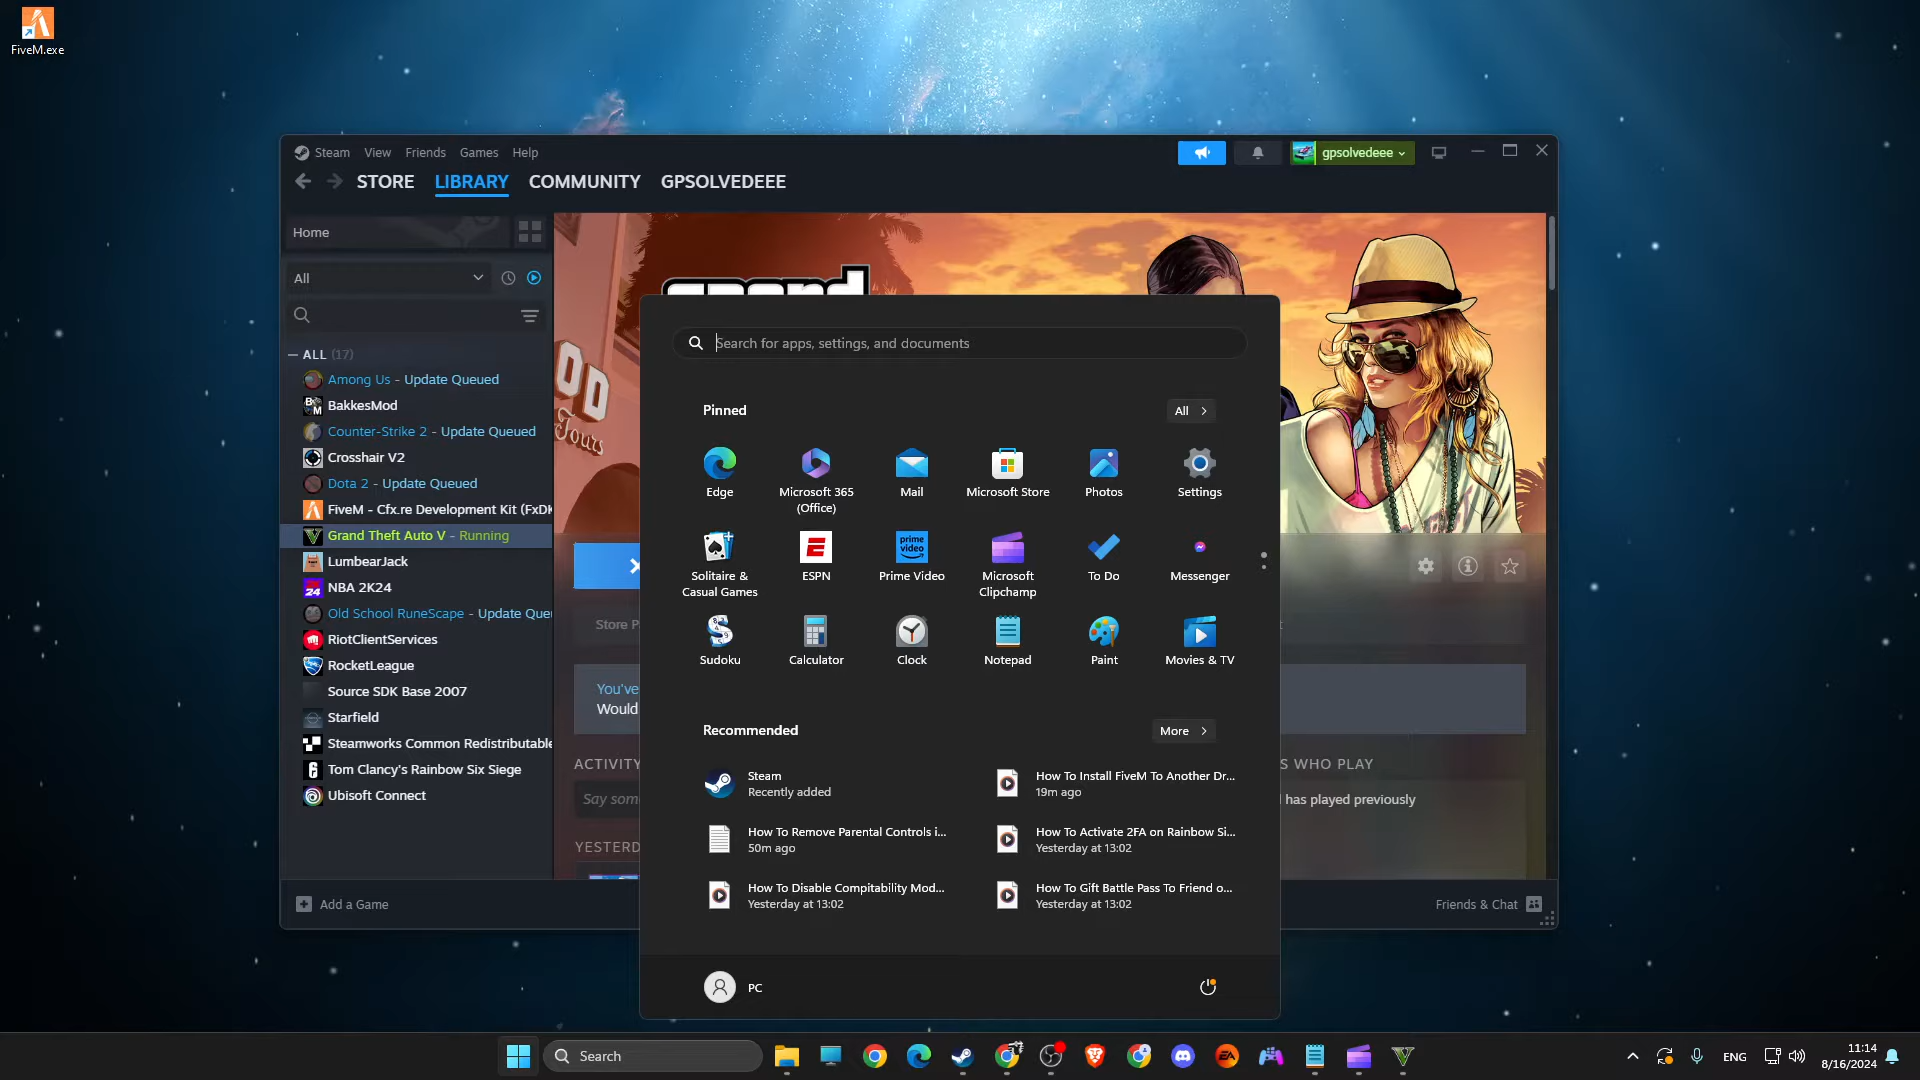 FiveM.exe
Steam View Friends Games Help
gpsolvedeee
STORE LIBRARY COMMUNITY GPSOLVEDEEE
Home
All
ALL (17)
Among Us - Update Queued
BakkesMod
Counter-Strike 2 - Update Queued
Crosshair V2
Dota 2 - Update Queued
FiveM - Cfx.re Development Kit (FxDK
Grand Theft Auto V - Running
LumbearJack
NBA 2K24
Old School RuneScape - Update Que
RiotClientServices
RocketLeague
Source SDK Base 2007
Starfield
Steamworks Common Redistributable
Tom Clancy's Rainbow Six Siege
Ubisoft Connect
Add a Game
OD
Tours
Store P
You've
Would
ACTIVITY
Say som
YESTERD
S WHO PLAY
has played previously
Friends & Chat
Search for apps, settings, and documents
Pinned
All
Edge
Microsoft 365
(Office)
Mail
Microsoft Store
Photos
Settings
Solitaire &
Casual Games
ESPN
prime video
Prime Video
Microsoft
Clipchamp
To Do
Messenger
Sudoku
Calculator
Clock
Notepad
Paint
Movies & TV
Recommended
More
Steam
Recently added
How To Install FiveM To Another Dr...
19m ago
How To Remove Parental Controls i...
50m ago
How To Activate 2FA on Rainbow Si...
Yesterday at 13:02
How To Disable Compitability Mod...
Yesterday at 13:02
How To Gift Battle Pass To Friend o...
Yesterday at 13:02
PC
Search
ENG
11:14
8/16/2024